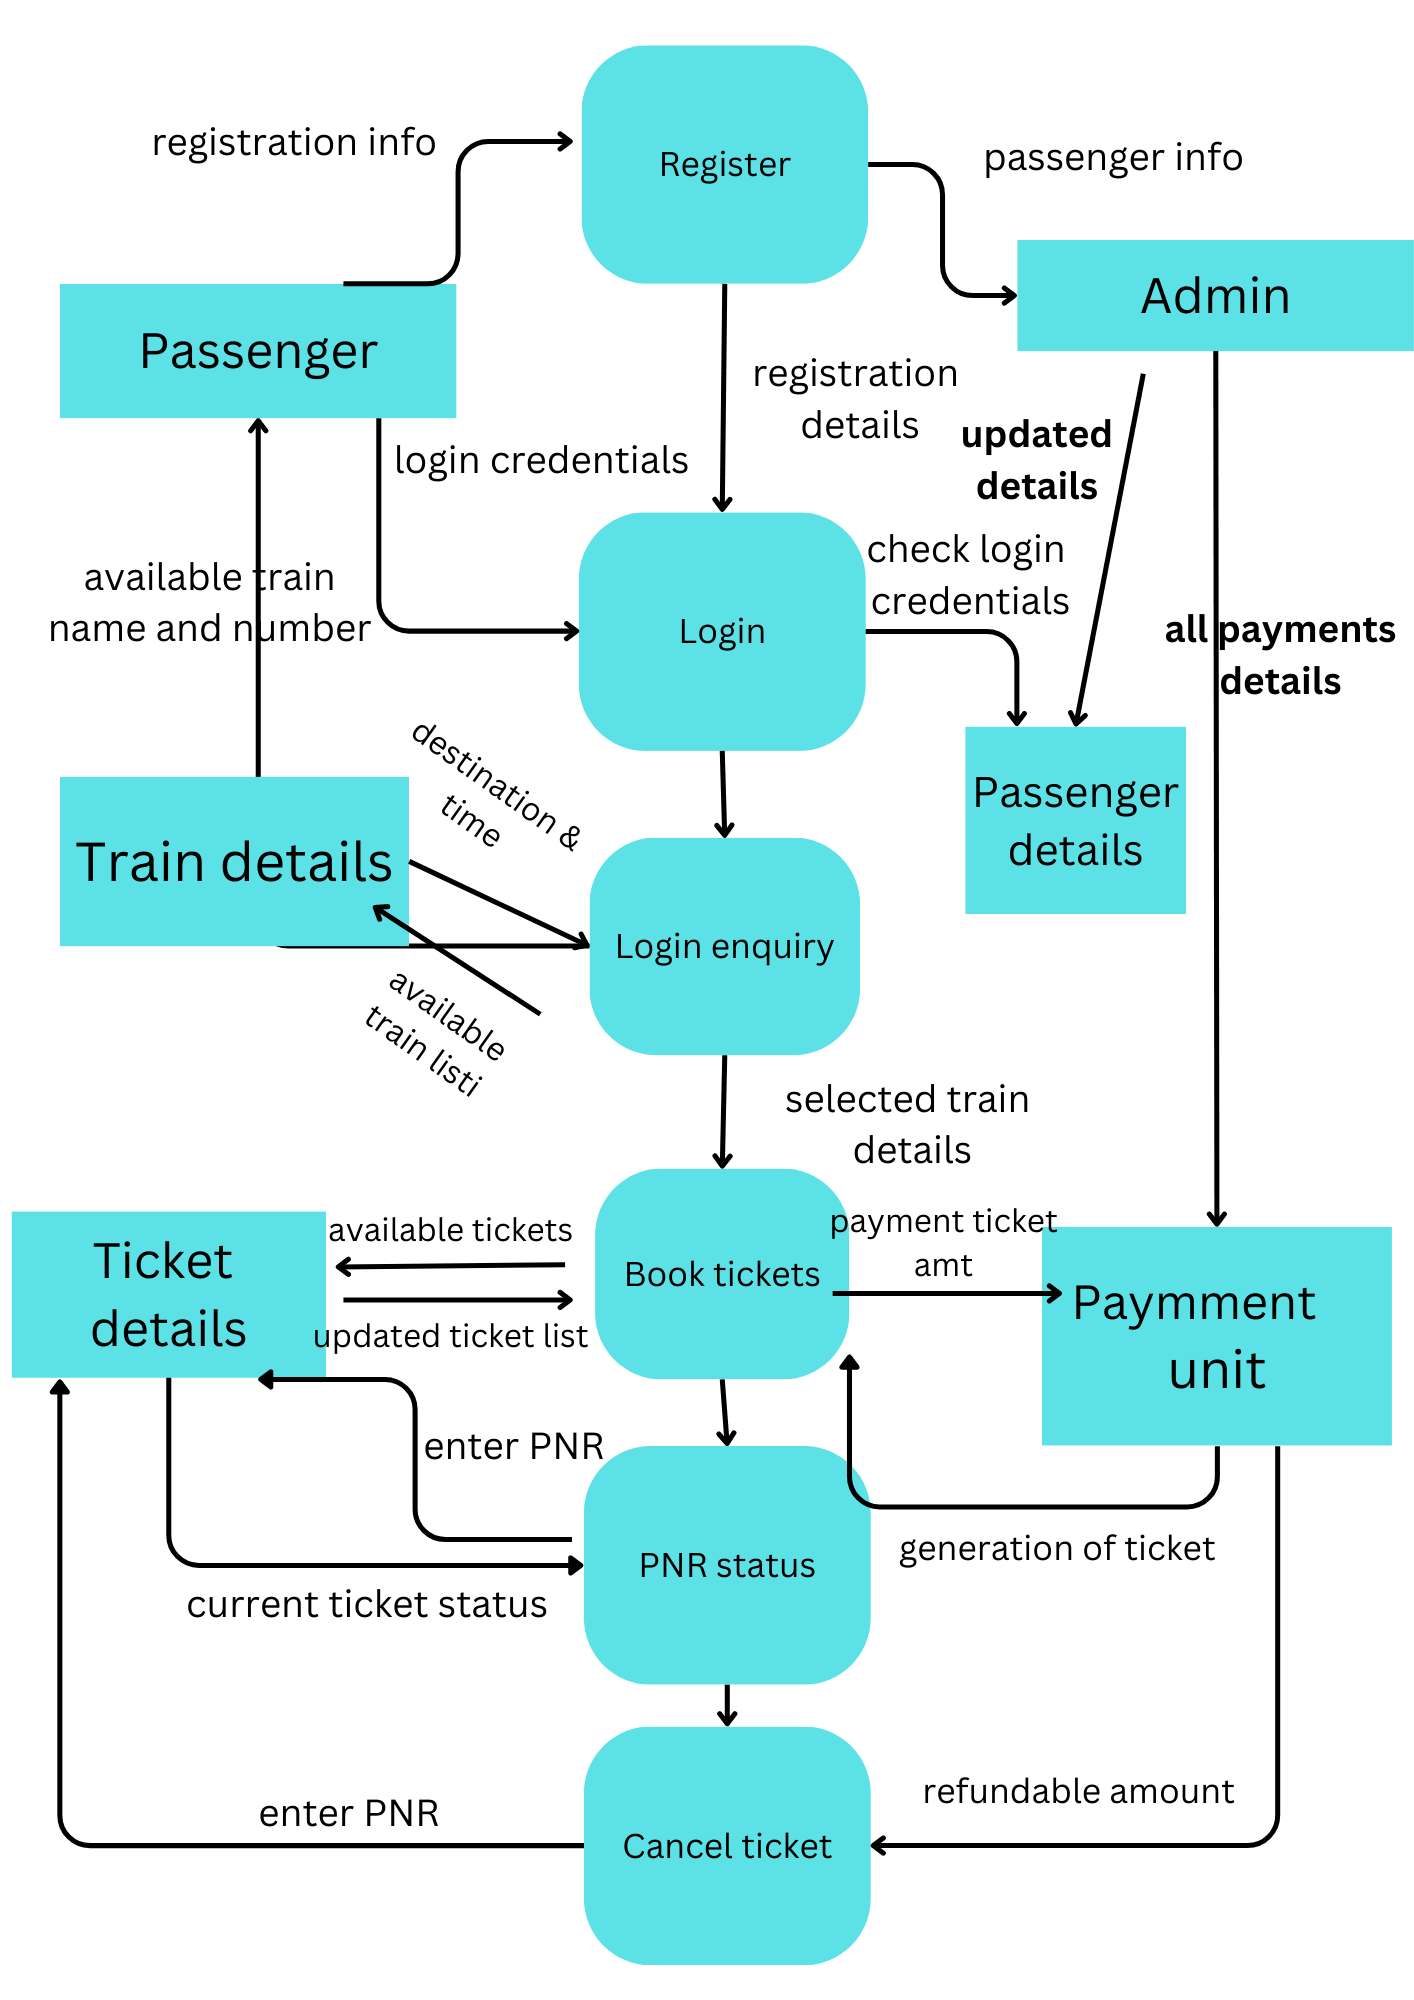 Register
registration info
passenger info
Admin
Passenger
registration
details
updated
details
login credentials
check login
credentials
available train
name and number
Login
all payments
details
destination &
time
Passenger
details
Train details
Login enquiry
available
train listi
selected train
details
available tickets
payment ticket
amt
Ticket
details
Book tickets
Paymment
unit
updated ticket list
enter PNR
generation of ticket
PNR status
current ticket status
refundable amount
enter PNR
Cancel ticket